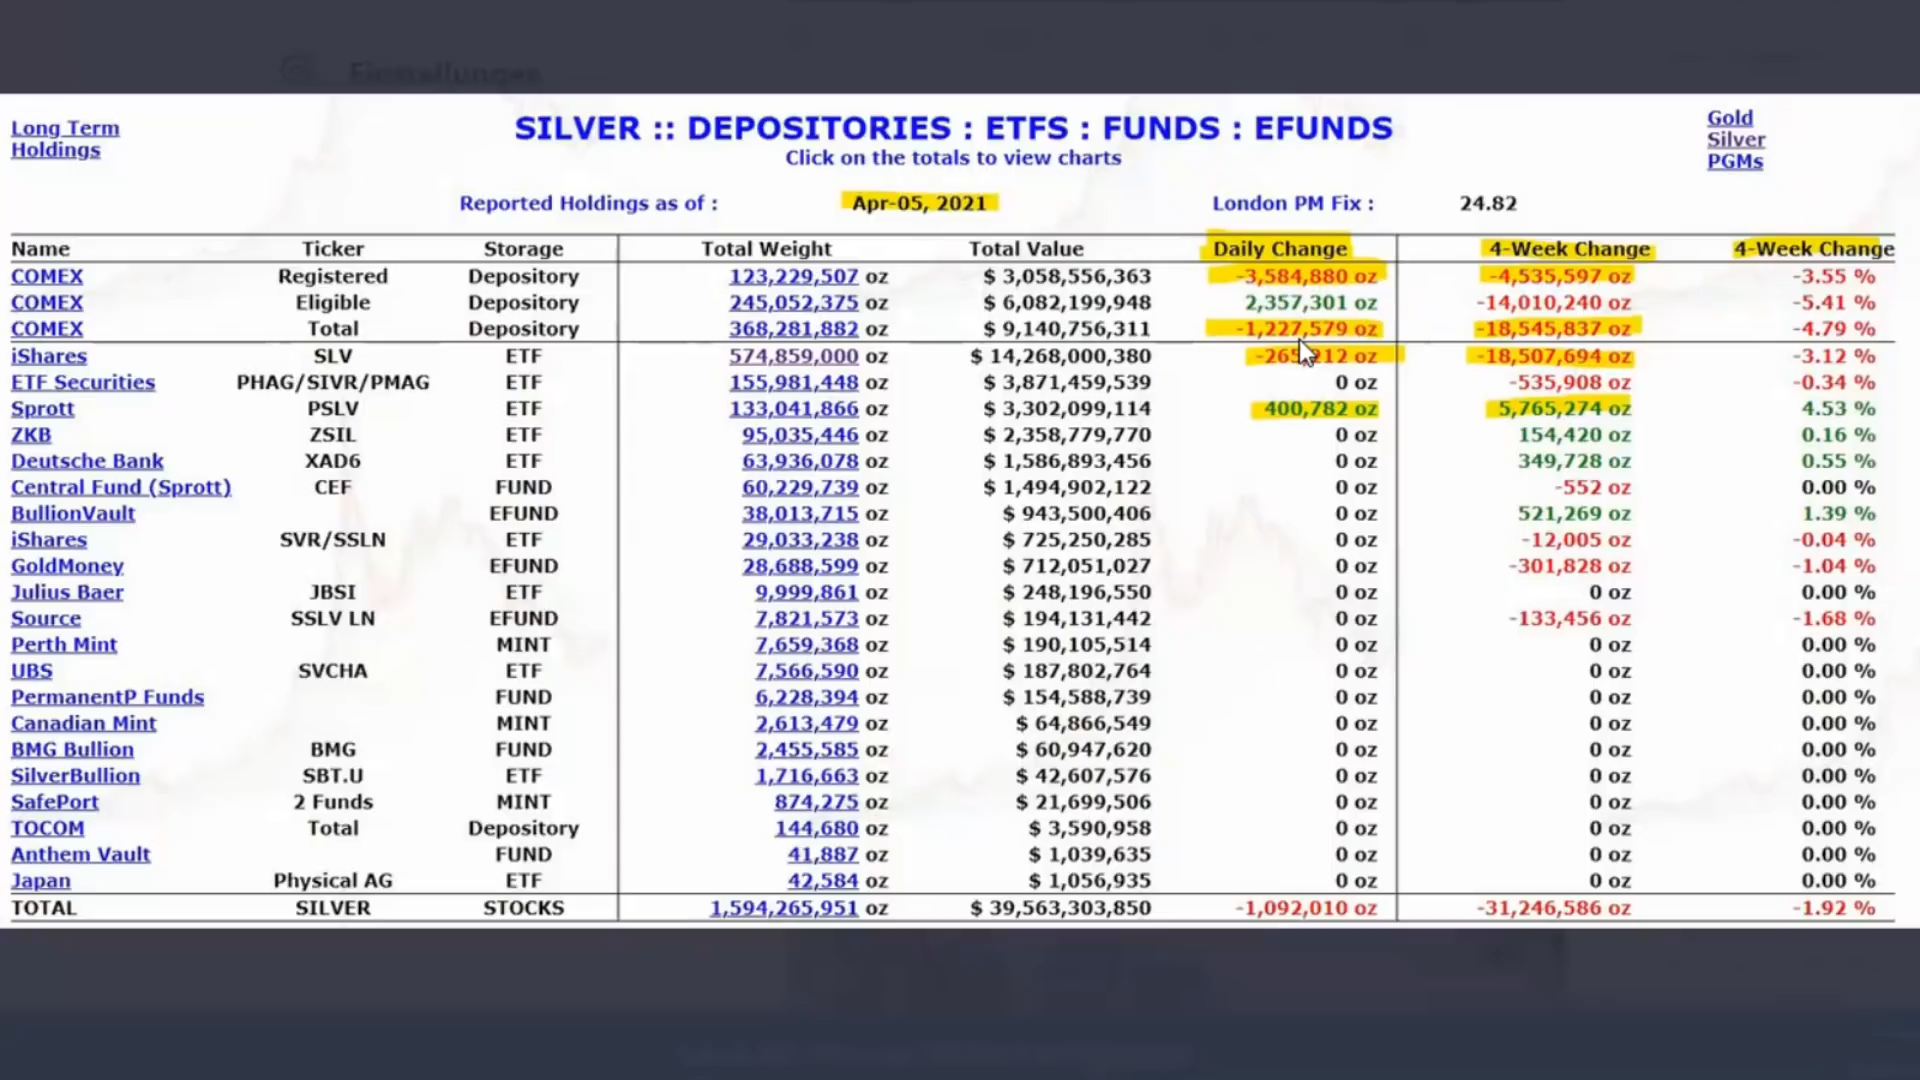 Einstellungen
Long Term Holdings
SILVER :: DEPOSITORIES : ETFS : FUNDS : EFUNDS
Click on the totals to view charts
Gold
Silver
PGMs
Reported Holdings as of : Apr-05, 2021 London PM Fix : 24.82
Name Ticker Storage Total Weight Total Value Daily Change 4-Week Change 4-Week Change
COMEX Registered Depository 123,229,507 oz $ 3,058,556,363 -3,584,880 oz -4,535,597 oz -3.55 %
COMEX Eligible Depository 245,052,375 oz $ 6,082,199,948 2,357,301 oz -14,010,240 oz -5.41 %
COMEX Total Depository 368,281,882 oz $ 9,140,756,311 -1,227,579 oz -18,545,837 oz -4.79 %
iShares SLV ETF 574,859,000 oz $ 14,268,000,380 oz -18,507,694 oz -3.12 %
ETF Securities PHAG/SIVR/PMAG ETF 155,981,448 oz $ 3,871,459,539 0 oz -535,908 oz -0.34 %
Sprott PSLV ETF 133,041,866 oz $ 3,302,099,114 400,782 oz 5,765,274 oz 4.53 %
ZKB ZSIL ETF 95,035,446 oz $ 2,358,779,770 0 oz 154,420 oz 0.16 %
Deutsche Bank XAD6 ETF 63,936,078 oz $ 1,586,893,456 0 oz 349,728 oz 0.55 %
Central Fund (Sprott) CEF FUND 60,229,739 oz $ 1,494,902,122 0 oz -552 oz 0.00 %
BullionVault EFUND 38,013,715 oz $ 943,500,406 0 oz 521,269 oz 1.39 %
iShares SVR/SSLN ETF 29,033,238 oz $ 725,250,285 0 oz -12,005 oz -0.04 %
GoldMoney EFUND 28,688,599 oz $ 712,051,027 0 oz -301,828 oz -1.04 %
Julius Baer JBSI ETF 9,999,861 oz $ 248,196,550 0 oz 0 oz 0.00 %
Source SSLV LN EFUND 7,821,573 oz $ 194,131,442 0 oz -133,456 oz -1.68 %
Perth Mint MINT 7,659,368 oz $ 190,105,514 0 oz 0 oz 0.00 %
UBS SVCHA ETF 7,566,590 oz $ 187,802,764 0 oz 0 oz 0.00 %
PermanentP Funds FUND 6,228,394 oz $ 154,588,739 0 oz 0 oz 0.00 %
Canadian Mint MINT 2,613,479 oz $ 64,866,549 0 oz 0 oz 0.00 %
BMG Bullion BMG FUND 2,455,585 oz $ 60,947,620 0 oz 0 oz 0.00 %
SilverBullion SBT.U ETF 1,716,663 oz $ 42,607,576 0 oz 0 oz 0.00 %
SafePort 2 Funds MINT 874,275 oz $ 21,699,506 0 oz 0 oz 0.00 %
TOCOM Total Depository 144,680 oz $ 3,590,958 0 oz 0 oz 0.00 %
Anthem Vault FUND 41,887 oz $ 1,039,635 0 oz 0 oz 0.00 %
Japan Physical AG ETF 42,584 oz $ 1,056,935 0 oz 0 oz 0.00 %
TOTAL SILVER STOCKS 1,594,265,951 oz $ 39,563,303,850 -1,092,010 oz -31,246,586 oz -1.92 %